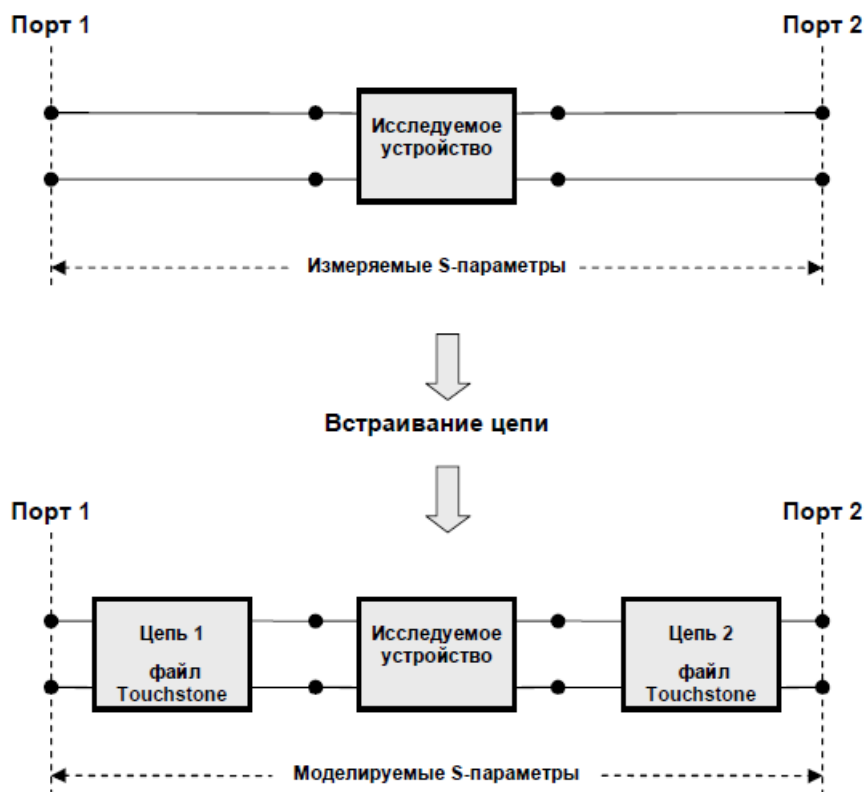 Порт 1
Порт 2
Исследуемое
устройство
Измеряемые S-параметры
Встраивание цепи
Порт 1
Порт 2
Цепь 1
файл
Touchstone
Исследуемое
устройство
Цепь 2
файл
Touchstone
Моделируемые S-параметры